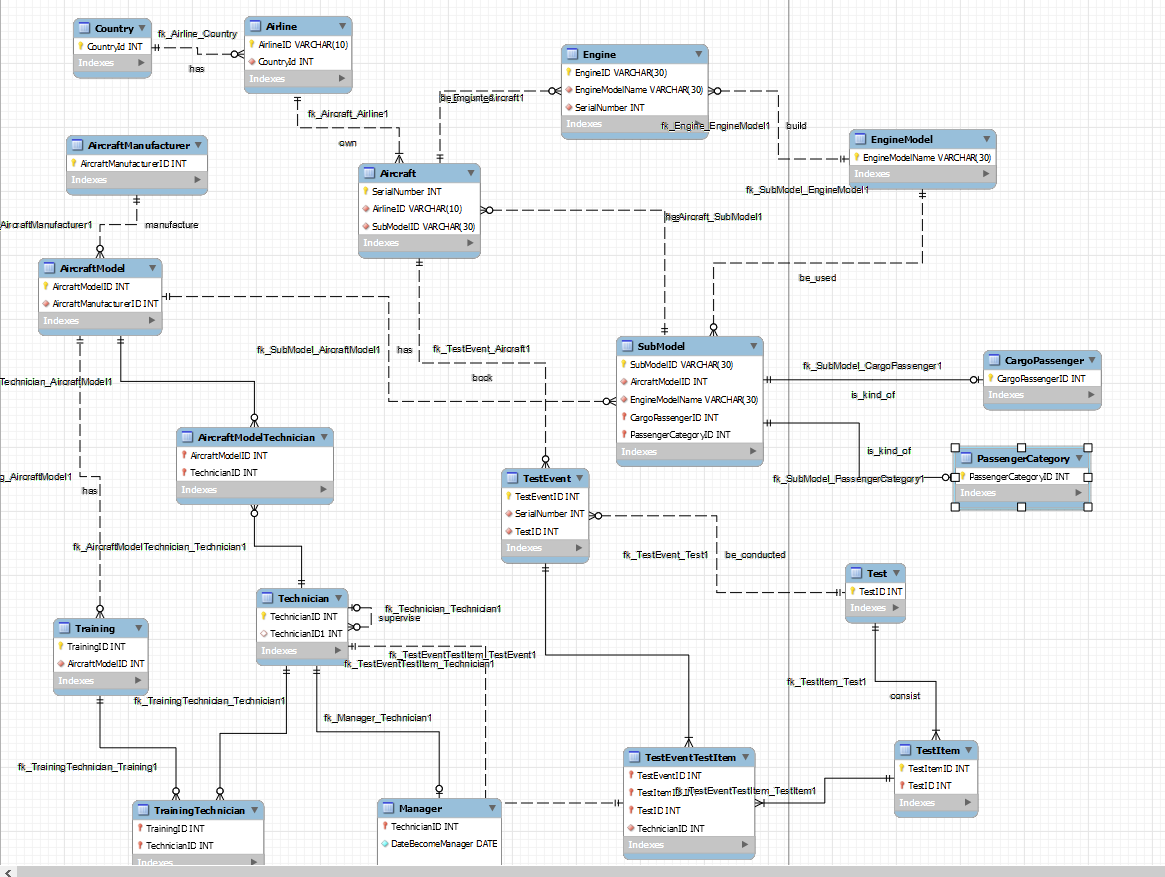 Country
CountryId INT
Indexes
fk_Airline_Country
has
Airline
AirlineID VARCHAR(10)
CountryId INT
Indexes
fk_Aircraft_Airline1
own
Engine
EngineID VARCHAR(30)
EngineModelName VARCHAR(30)
SerialNumber INT
Indexes
fk_Engine_EngineModel1
build
EngineModel
EngineModelName VARCHAR(30)
Indexes
fk_SubModel_EngineModel1
be_used
AircraftManufacturer
AircraftManufacturerID INT
Indexes
AircraftManufacturer1
manufacture
Aircraft
SerialNumber INT
AirlineID VARCHAR(10)
SubModelID VARCHAR(30)
Indexes
Aircraft_SubModel1
AircraftModel
AircraftModelID INT
AircraftManufacturerID INT
Indexes
fk_SubModel_AircraftModel1
has
fk_TestEvent_Aircraft1
book
SubModel
SubModelID VARCHAR(30)
AircraftModelID INT
EngineModelName VARCHAR(30)
CargoPassengerID INT
PassengerCategoryID INT
Indexes
fk_SubModel_CargoPassenger1
is_kind_of
CargoPassenger
CargoPassengerID INT
Indexes
is_kind_of
fk_SubModel_PassengerCategory1
PassengerCategory
PassengerCategoryID INT
Indexes
Technician_AircraftModel1
AircraftModelTechnician
AircraftModelID INT
TechnicianID INT
Indexes
g_AircraftModel1
has
fk_AircraftModelTechnician_Technician1
TestEvent
TestEventID INT
SerialNumber INT
TestID INT
Indexes
fk_TestEvent_Test1
be_conducted
Test
TestID INT
Indexes
fk_TestItem_Test1
consist
Technician
TechnicianID INT
TechnicianID1 INT
Indexes
fk_Technician_Technician1
supervise
fk_TestEventTestItem_TestEvent1
fk_TestEventTestItem_Technician1
Training
TrainingID INT
AircraftModelID INT
Indexes
fk_TrainingTechnician_Technician1
fk_Manager_Technician1
fk_TrainingTechnician_Training1
TrainingTechnician
TrainingID INT
TechnicianID INT
Indexes
Manager
TechnicianID INT
DateBecomeManager DATE
TestEventTestItem
TestEventID INT
TestItemID INT
TestID INT
TechnicianID INT
Indexes
fk_TestEventTestItem_TestItem1
TestItem
TestItemID INT
TestID INT
Indexes